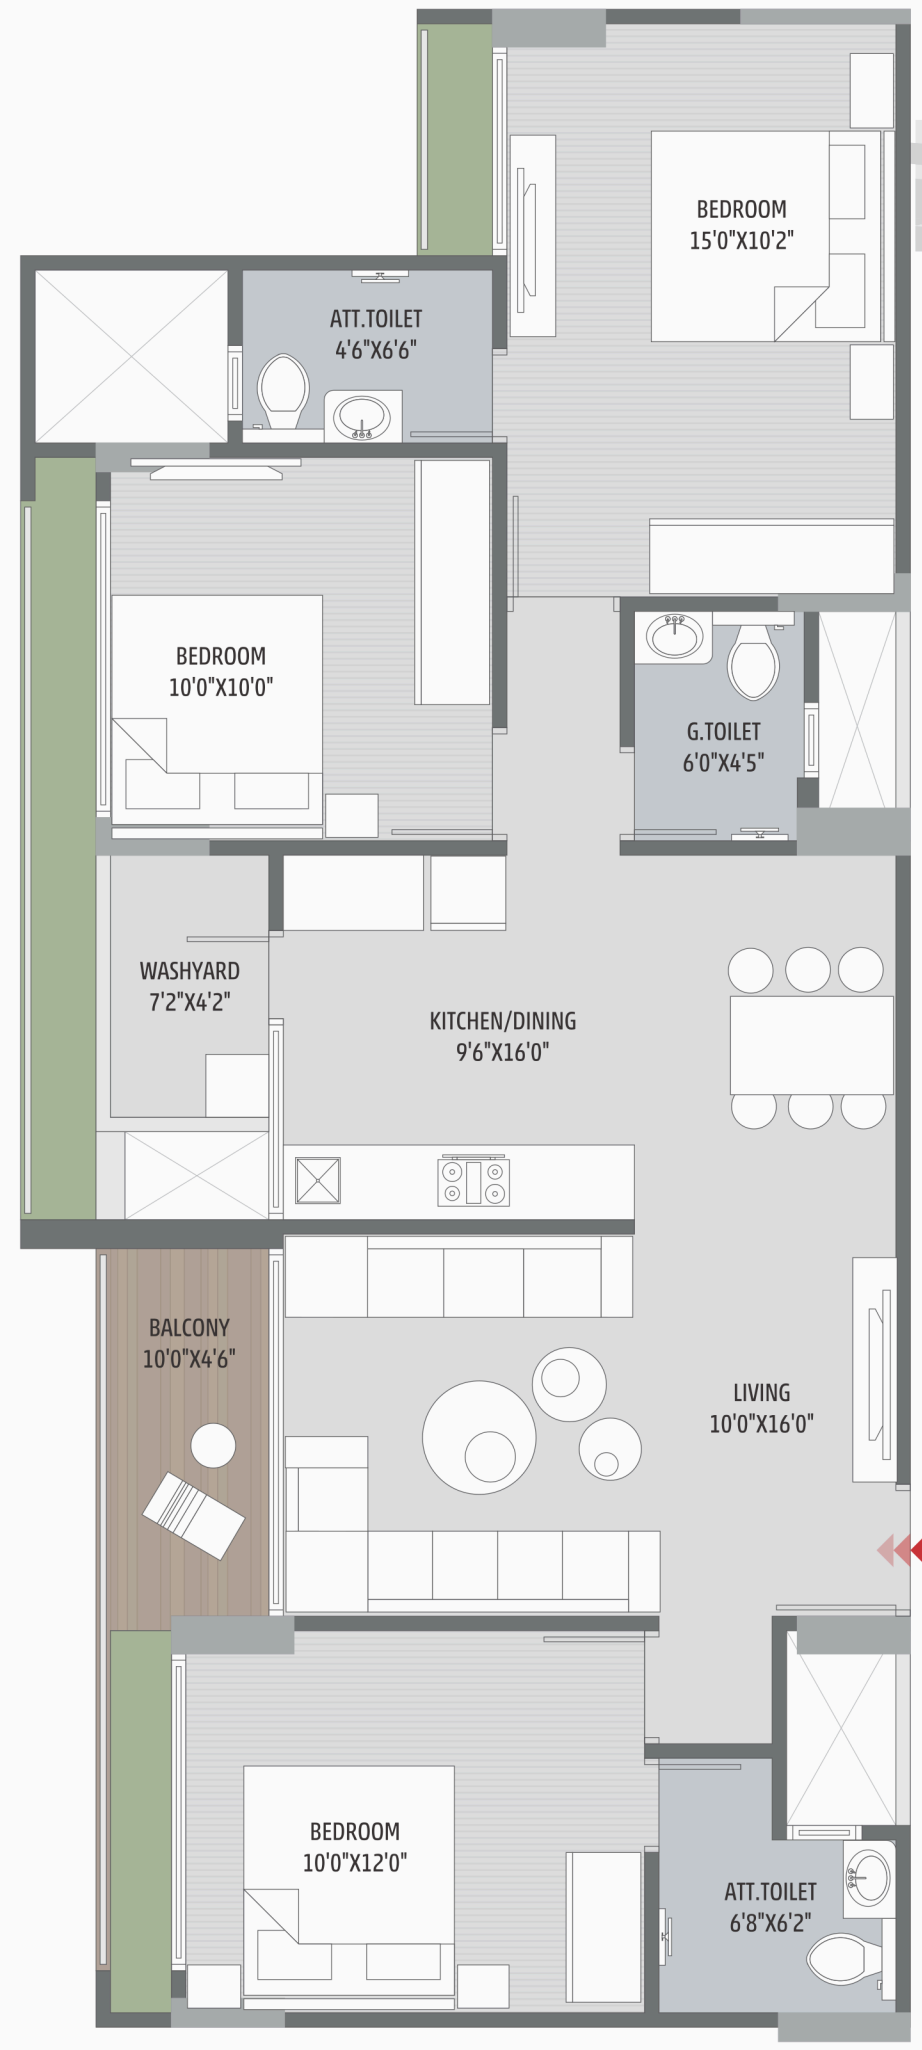 BEDROOM
15'0"X10'2"
ATT.TOILET
4'6"X6'6"
BEDROOM
10'0"X10'0"
G.TOILET
6'0"X4'5"
WASHYARD
7'2"X4'2"
KITCHEN/DINING
9'6"X16'0"
BALCONY
10'0"X4'6"
LIVING
10'0"X16'0"
BEDROOM
10'0"X12'0"
ATT.TOILET
6'8"X6'2"